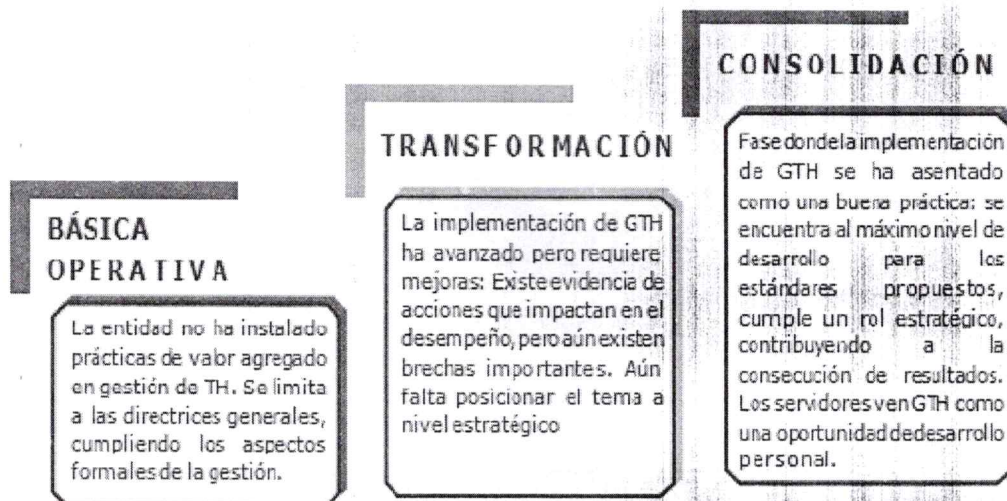 BÁSICA
OPERATIVA
La entidad no ha instalado
prácticas de valor agregado
en gestión de TH. Se limita
a las directrices generales,
cumpliendo los aspectos
formales de la gestión.
TRANSFORMACIÓN
La implementación de GTH
ha avanzado pero requiere
mejoras: Existe evidencia de
acciones que impactan en el
desempeño, pero aún existen
brechas importantes. Aún
falta posicionar el tema a
nivel estratégico
CONSOLIDACIÓN
Fase donde la implementación
de GTH se ha asentado
como una buena práctica: se
encuentra al máximo nivel de
desarrollo para los
estándares propuestos,
cumple un rol estratégico,
contribuyendo a la
consecución de resultados.
Los servidores ven GTH como
una oportunidad de desarrollo
personal.